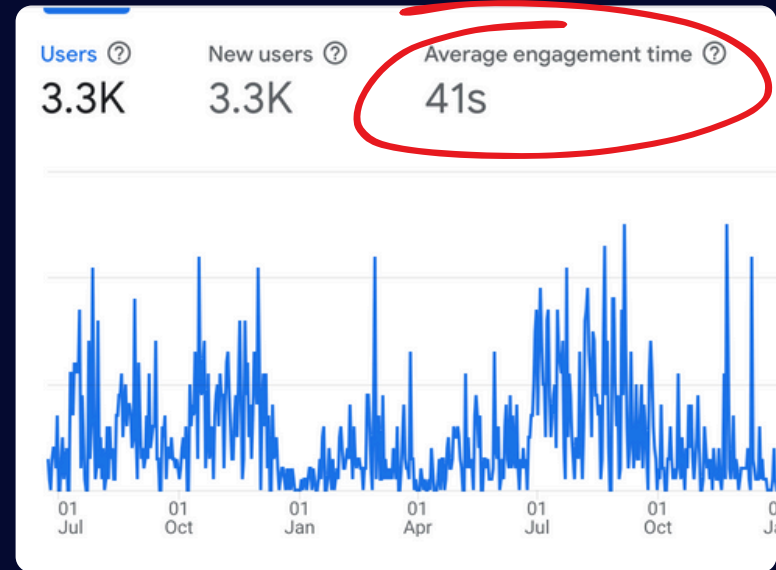 Users ?
New users ?
Average engagement time ?
3.3K
3.3K
41s
01 Jul
01 Oct
01 Jan
01 Apr
01 Jul
01 Oct